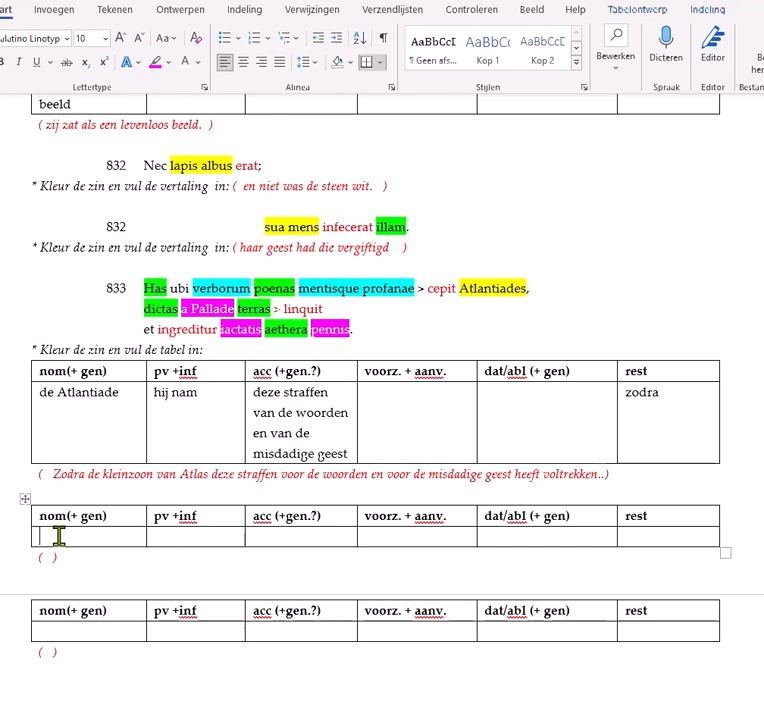 art Invoegen Tekenen Ontwerpen Indeling Verwijzingen Verzendlijsten Controleren Beeld Help Tabelontwerp Indeling
alatino Linotyp 10 A A Aa A
B I U ab x₂ x² A A
AaBbCcI AaBbC AaBbCcD
¶ Geen afs... Kop 1 Kop 2
Bewerken Dicteren Editor Editor
Lettertype Alinea Stijlen Spraak Editor
beeld
( zij zat als een levenloos beeld. )
832 Nec lapis albus erat;
* Kleur de zin en vul de vertaling in: ( en niet was de steen wit. )
832 sua mens infecerat illam.
* Kleur de zin en vul de vertaling in: ( haar geest had die vergiftigd )
833 Has ubi verborum poenas mentisque profanae > cepit Atlantiades,
dictas a Pallade terras > linquit
et ingreditur iactatis aethera pennis.
* Kleur de zin en vul de tabel in:
nom(+ gen) pv +inf acc (+gen.?) voorz. + aanv. dat/abl (+ gen) rest
de Atlantiade hij nam deze straffen zodra
van de woorden
en van de
misdadige geest
( Zodra de kleinzoon van Atlas deze straffen voor de woorden en voor de misdadige geest heeft voltrekken..)
nom(+ gen) pv +inf acc (+gen.?) voorz. + aanv. dat/abl (+ gen) rest
( )
nom(+ gen) pv +inf acc (+gen.?) voorz. + aanv. dat/abl (+ gen) rest
( )